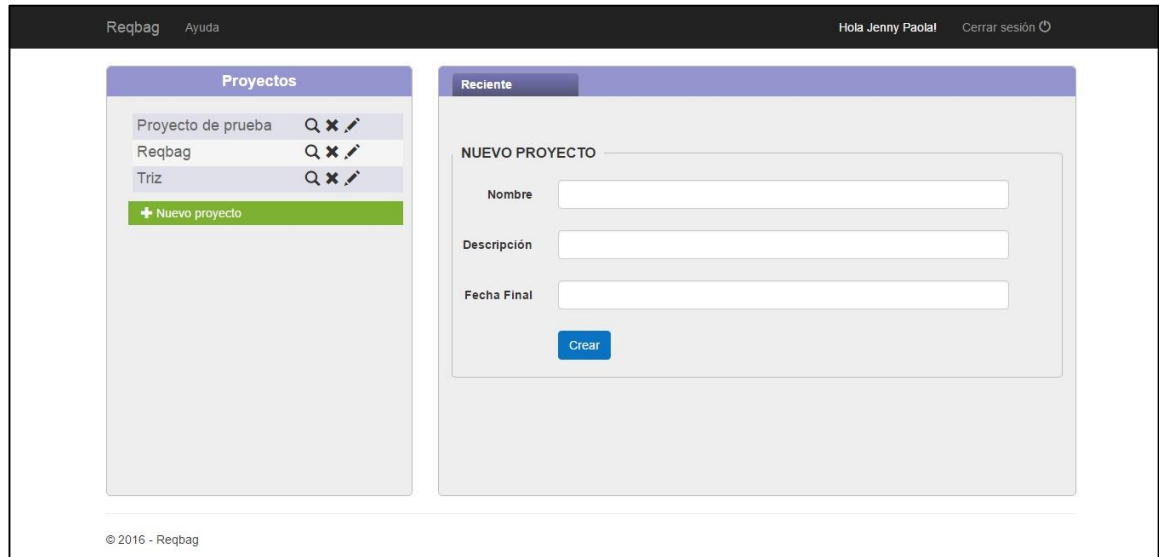 Reqbag Ayuda Hola Jenny Paola! Cerrar sesión
Proyectos
Proyecto de prueba
Reqbag
Triz
Nuevo proyecto
Reciente
NUEVO PROYECTO
Nombre
Descripción
Fecha Final
Crear
© 2016 - Reqbag